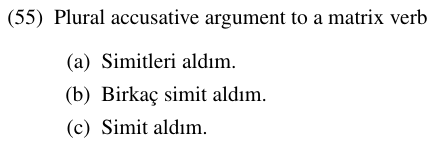 (55) Plural accusative argument to a matrix verb
(a) Simitleri aldım.
(b) Birkaç simit aldım.
(c) Simit aldım.